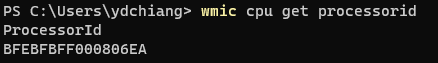 PS C:\Users\ydchiang> wmic cpu get processorid
ProcessorId
BFEBFBFF000806EA